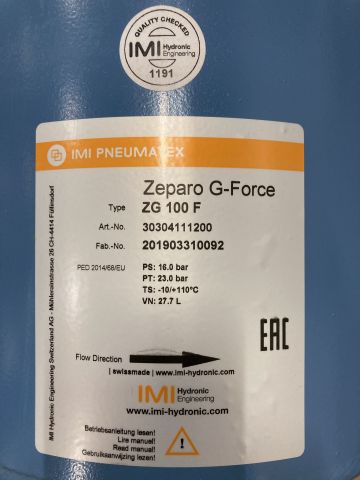 QUALITY CHECKED
IMI Hydronic
Engineering
1191
IMI PNEUMATEX
Zeparo G-Force
Type ZG 100 F
Art.-No. 30304111200
Fab.-No. 201903310092
PED 2014/68/EU PS: 16.0 bar
PT: 23.0 bar
TS: -10/+110°C
VN: 27.7 L
EAC
Flow Direction
| swissmade | www.imi-hydronic.com
IMI Hydronic
Engineering
www.imi-hydronic.com
Betriebsanleitung lesen!
Lire manuel!
Read manual!
Gebruiksaanwijzing lezen!
IMI Hydronic Engineering Switzerland AG - Mühlerainstrasse 26 CH-4414 Füllinsdorf